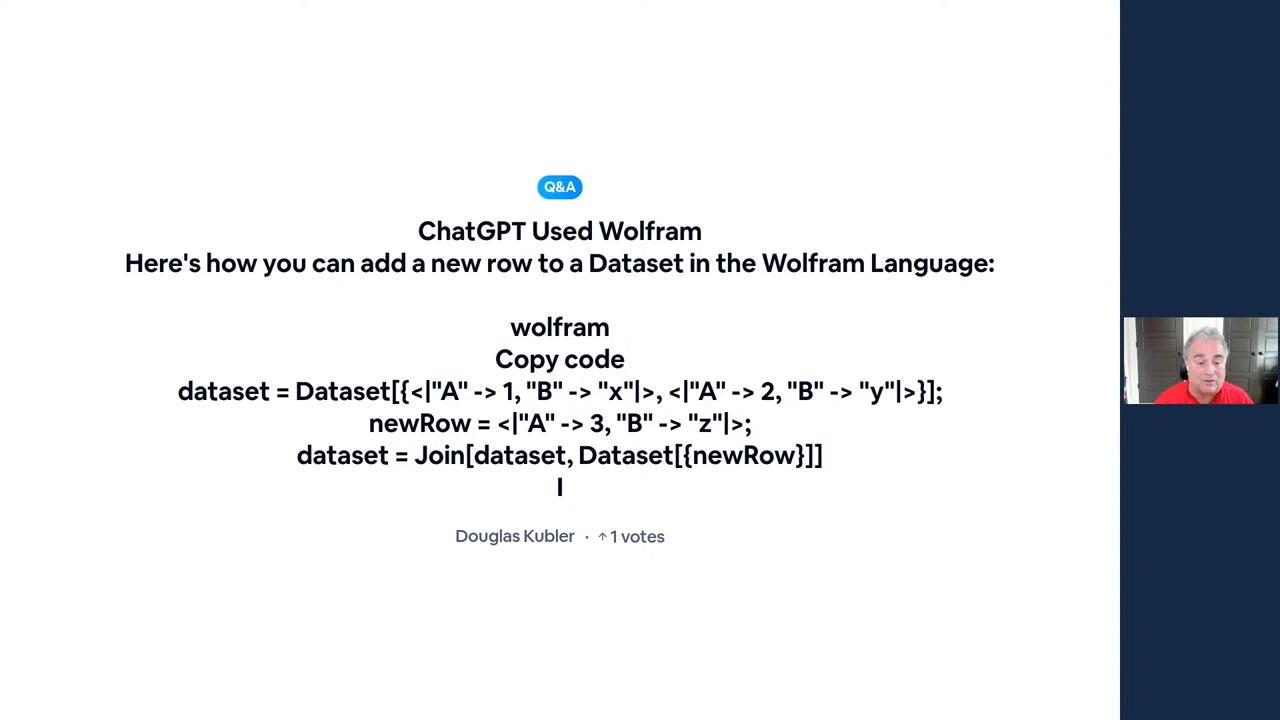 Q&A
ChatGPT Used Wolfram
Here's how you can add a new row to a Dataset in the Wolfram Language:
wolfram
Copy code
dataset = Dataset[{<|"A" -> 1, "B" -> "x"|>, <|"A" -> 2, "B" -> "y"|>}];
newRow = <|"A" -> 3, "B" -> "z"|>;
dataset = Join[dataset, Dataset[{newRow}]]
I
Douglas Kubler · ↑ 1 votes